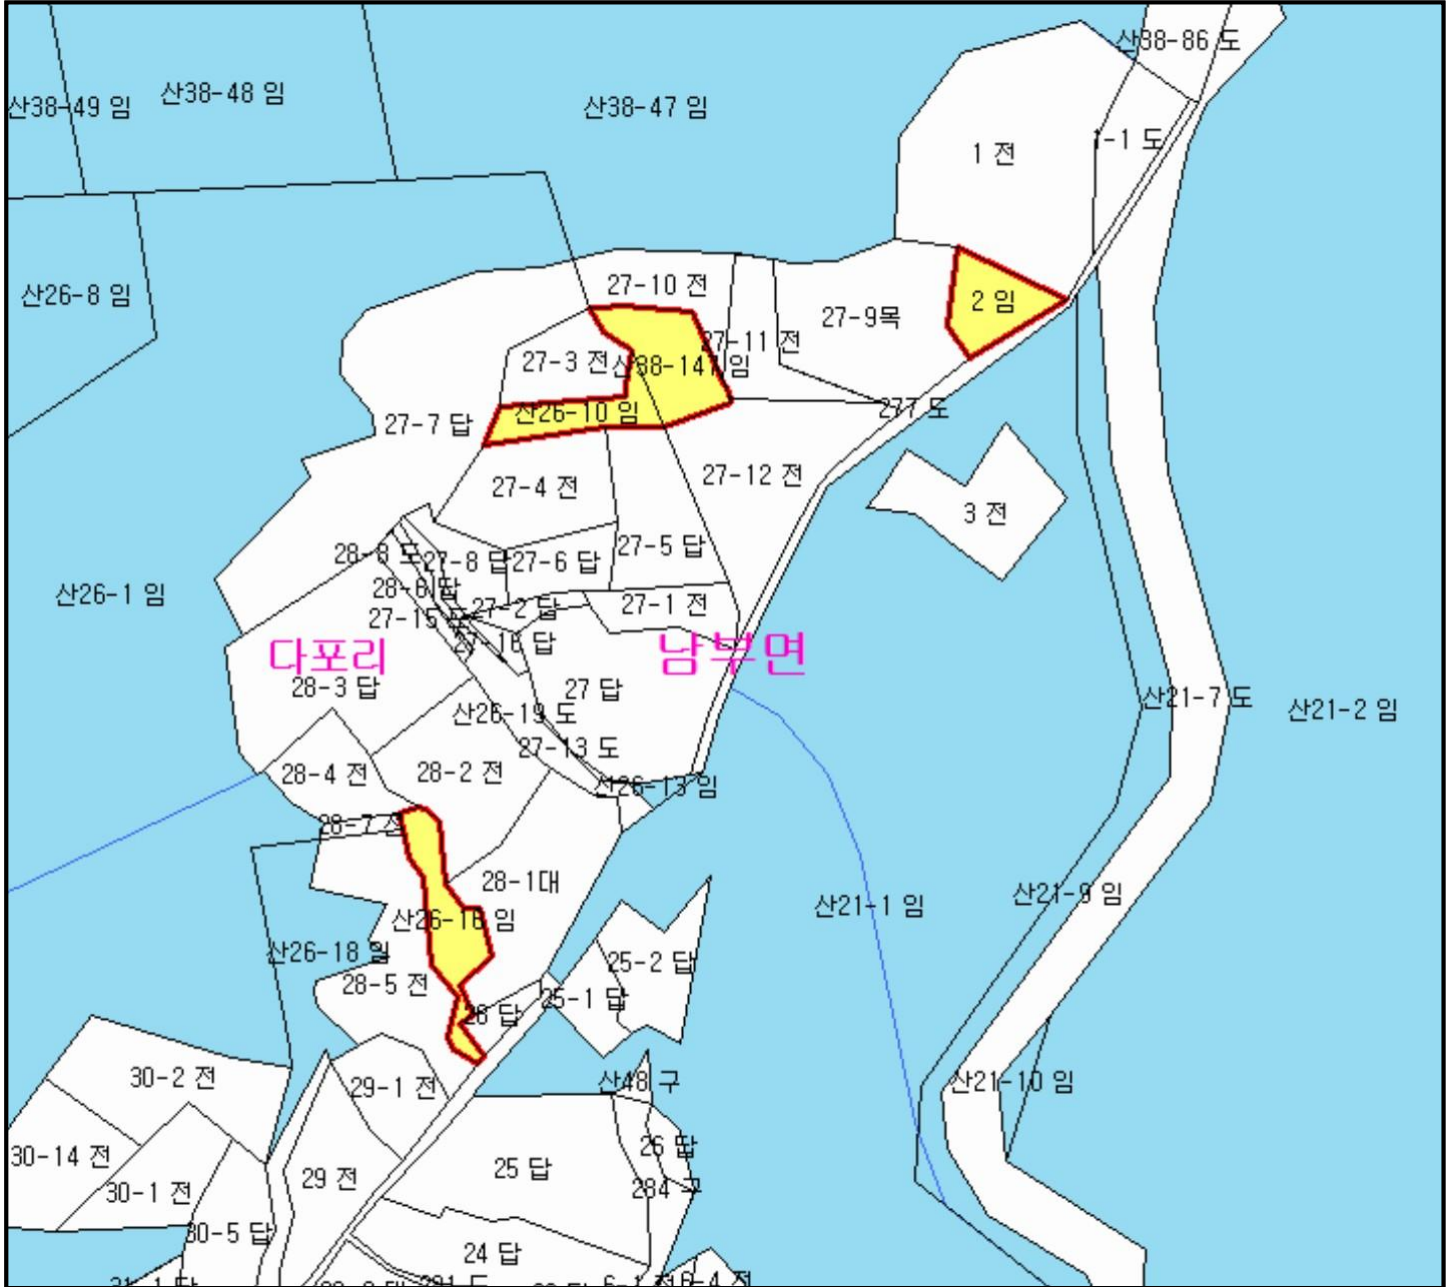 산38-86 도
산38-49 임
산38-48 임
산38-47 임
1-1 도
1 전
산26-8 임
27-10 전
2 임
27-9목
27-11 전
27-3 전
산38-147 임
산26-10 임
277 도
27-7 답
27-12 전
27-4 전
3 전
27-5 답
28-8 도
27-8 답
27-6 답
28-6 답
산26-1 임
27-2 답
27-1 전
27-15 도
27-16 답
다포리
남부면
28-3 답
27 답
산21-7 도
산21-2 임
산26-19 도
27-13 도
28-4 전
28-2 전
산26-13 임
28-7 전
28-1대
산21-9 임
산21-1 임
산26-16 임
산26-18 임
25-2 답
28-5 전
25-1 답
28 답
30-2 전
29-1 전
산48 구
산21-10 임
26 답
30-14 전
25 답
29 전
30-1 전
284 구
30-5 답
24 답